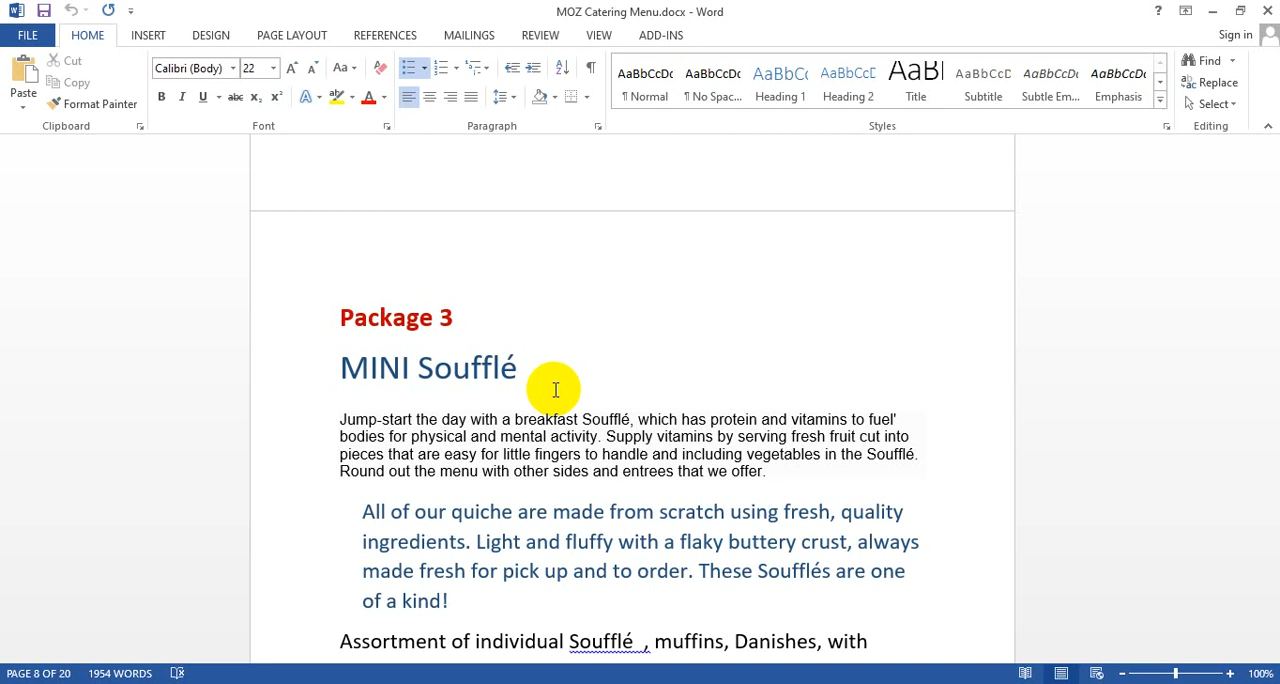 MOZ Catering Menu.docx - Word
FILE HOME INSERT DESIGN PAGE LAYOUT REFERENCES MAILINGS REVIEW VIEW ADD-INS Sign in
Paste
Cut
Copy
Format Painter
Clipboard
Calibri (Body) 22
Font
Paragraph
AaBbCcDc AaBbCcDc AaBbCc AaBbCcD AaBl AaBbCcD AaBbCcDc AaBbCcDc
¶ Normal ¶ No Spac... Heading 1 Heading 2 Title Subtitle Subtle Em... Emphasis
Styles
Find
Replace
Select
Editing
Package 3
MINI Soufflé
Jump-start the day with a breakfast Soufflé, which has protein and vitamins to fuel'
bodies for physical and mental activity. Supply vitamins by serving fresh fruit cut into
pieces that are easy for little fingers to handle and including vegetables in the Soufflé.
Round out the menu with other sides and entrees that we offer.
All of our quiche are made from scratch using fresh, quality
ingredients. Light and fluffy with a flaky buttery crust, always
made fresh for pick up and to order. These Soufflés are one
of a kind!
Assortment of individual Soufflé , muffins, Danishes, with
PAGE 8 OF 20 1954 WORDS 100%